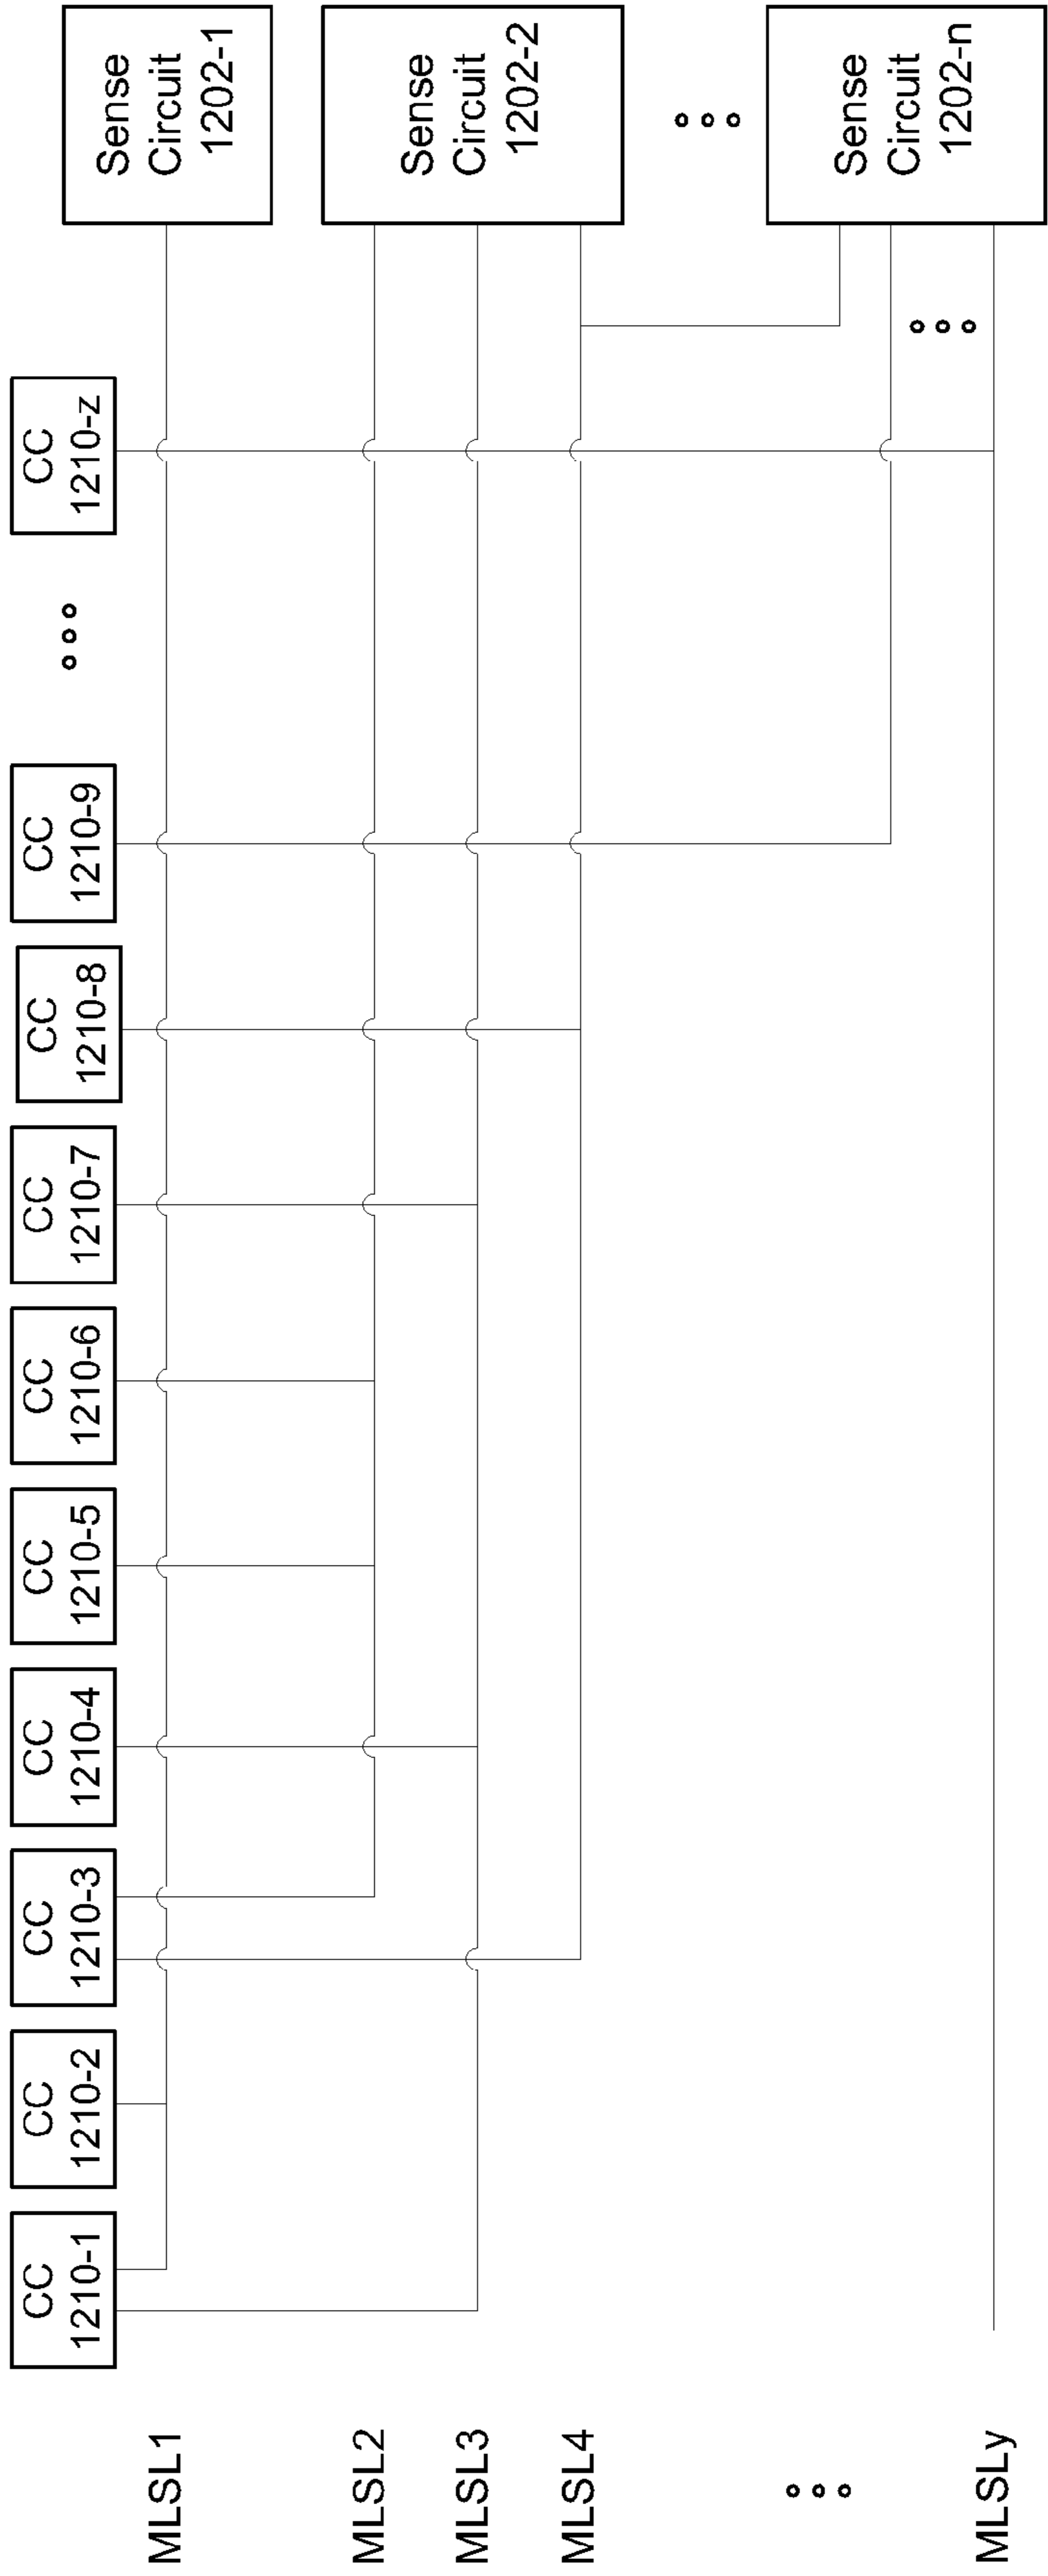 CC
1210-1
CC
1210-2
CC
1210-3
CC
1210-4
CC
1210-5
CC
1210-6
CC
1210-7
CC
1210-8
CC
1210-9
CC
1210-z
MLSL1
Sense
Circuit
1202-1
MLSL2
MLSL3
MLSL4
Sense
Circuit
1202-2
MLSLy
Sense
Circuit
1202-n